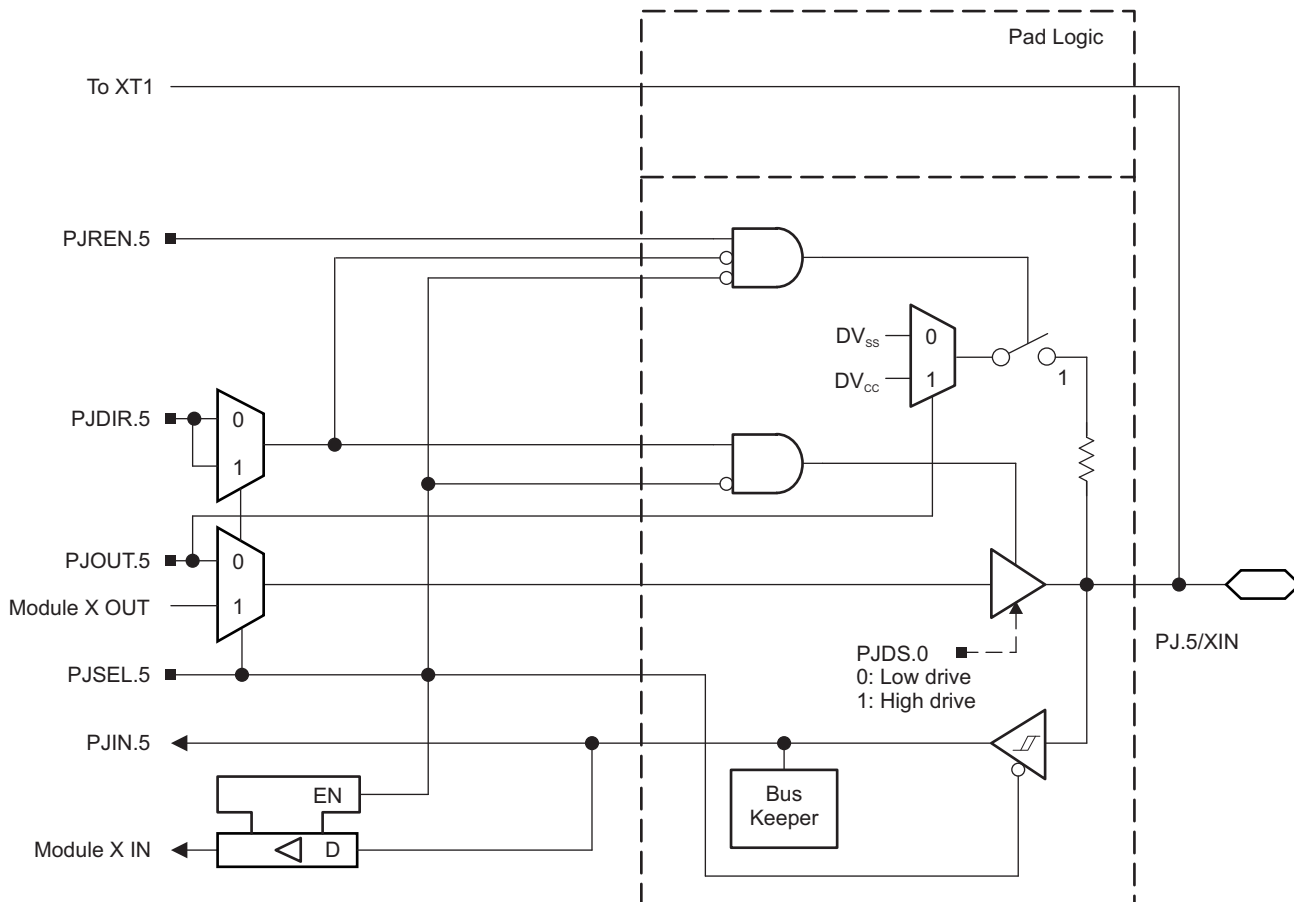 Pad Logic
To XT1
PJREN.5
DVSS
0
DVCC
1
1
PJDIR.5
0
1
PJOUT.5
0
Module X OUT
1
PJSEL.5
PJDS.0
0: Low drive
1: High drive
PJ.5/XIN
PJIN.5
EN
Bus
Keeper
Module X IN
D